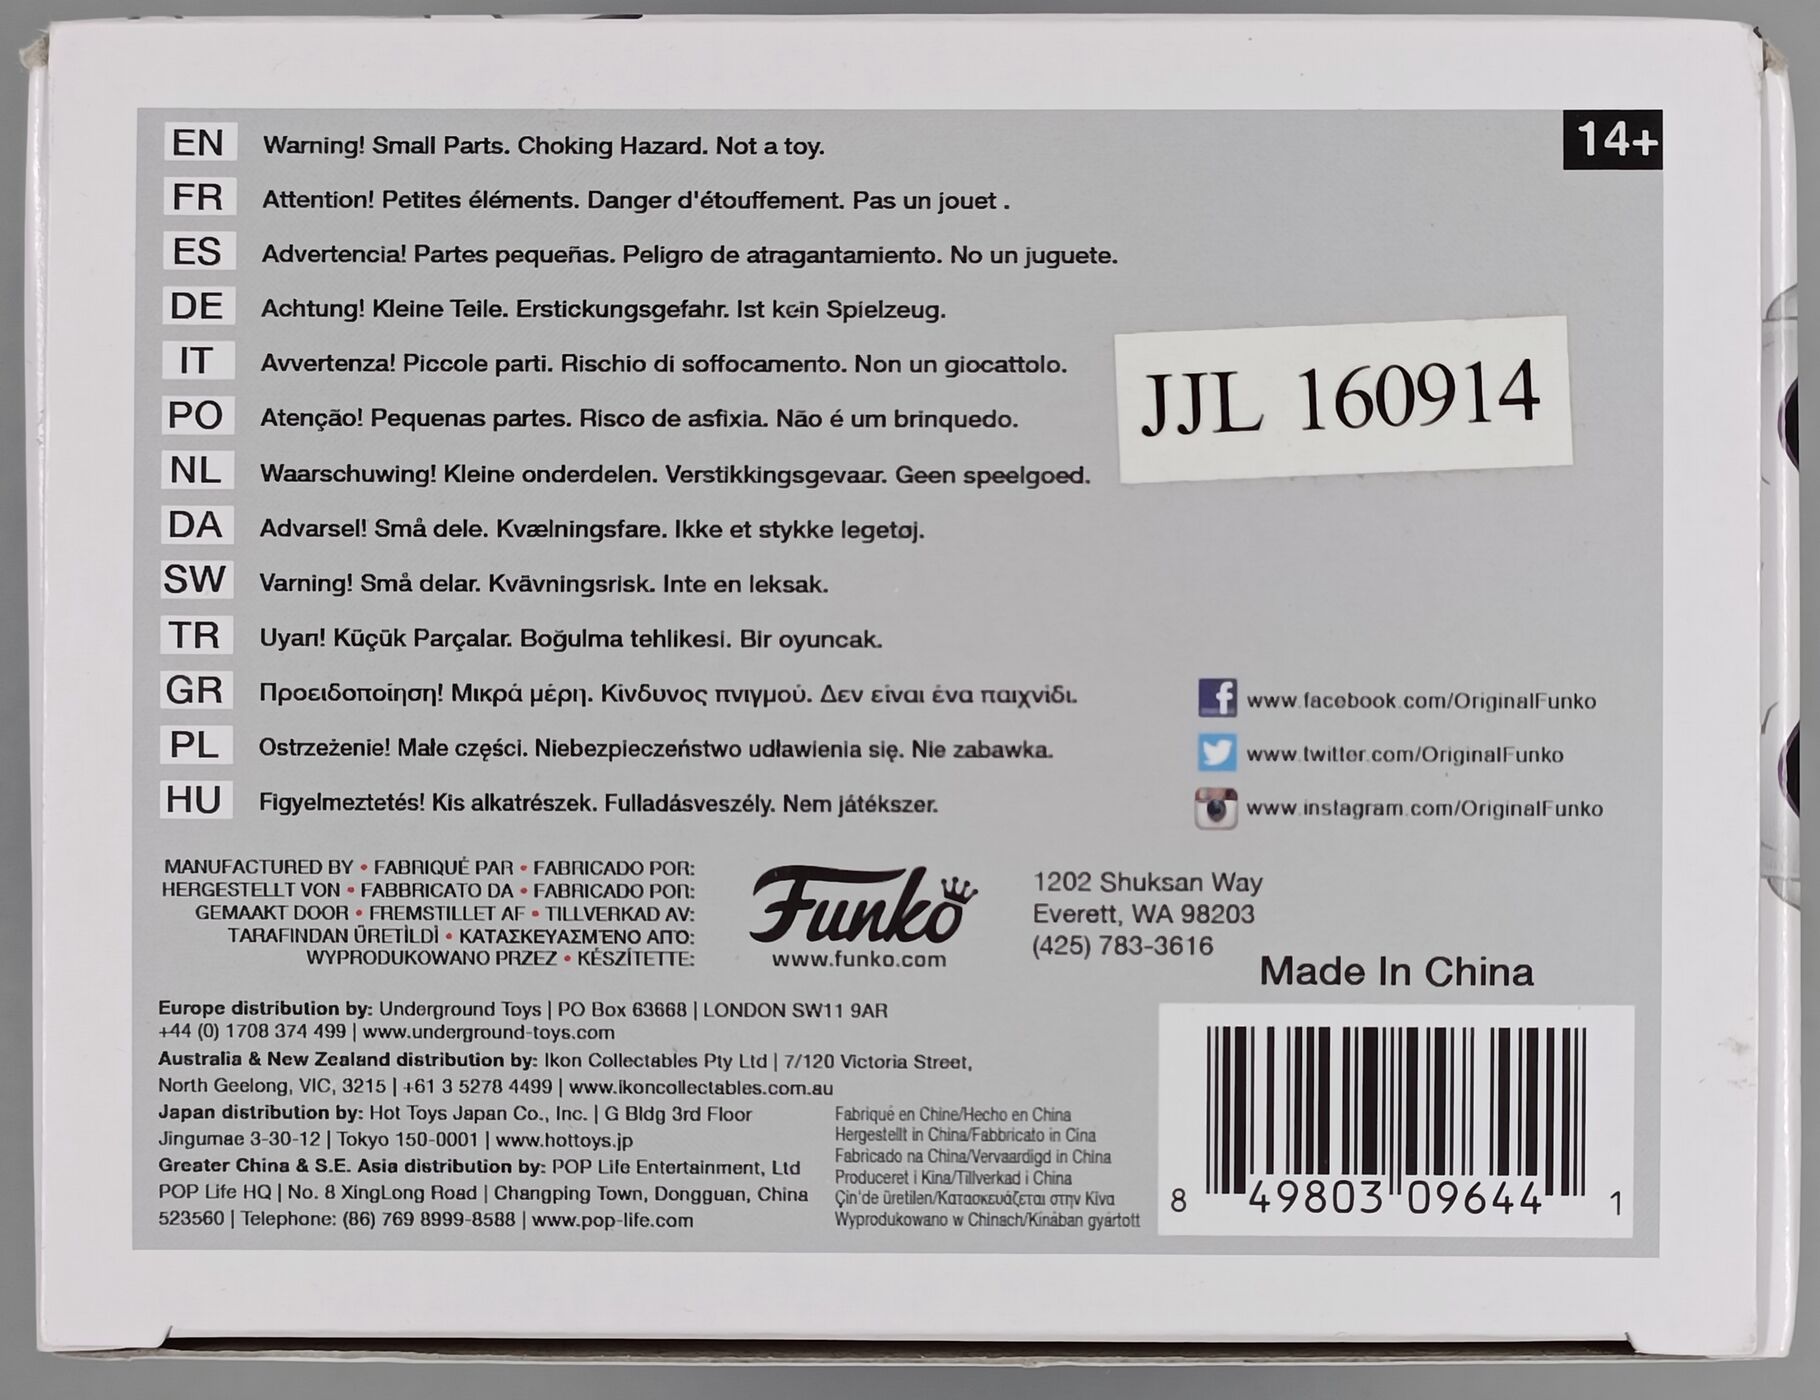 14+
EN Warning! Small Parts. Choking Hazard. Not a toy.
FR Attention! Petites éléments. Danger d'étouffement. Pas un jouet .
ES Advertencia! Partes pequeñas. Peligro de atragantamiento. No un juguete.
DE Achtung! Kleine Teile. Erstickungsgefahr. Ist kein Spielzeug.
IT Avvertenza! Piccole parti. Rischio di soffocamento. Non un giocattolo.
PO Atenção! Pequenas partes. Risco de asfixia. Não é um brinquedo.
NL Waarschuwing! Kleine onderdelen. Verstikkingsgevaar. Geen speelgoed.
DA Advarsel! Små dele. Kvælningsfare. Ikke et stykke legetøj.
SW Varning! Små delar. Kvävningsrisk. Inte en leksak.
TR Uyarı! Küçük Parçalar. Boğulma tehlikesi. Bir oyuncak.
GR Προειδοποίηση! Μικρά μέρη. Κίνδυνος πνιγμού. Δεν είναι ένα παιχνίδι.
PL Ostrzeżenie! Małe części. Niebezpieczeństwo udławienia się. Nie zabawka.
HU Figyelmeztetés! Kis alkatrészek. Fulladásveszély. Nem játékszer.
JJL 160914
www.facebook.com/OriginalFunko
www.twitter.com/OriginalFunko
www.instagram.com/OriginalFunko
MANUFACTURED BY • FABRIQUÉ PAR • FABRICADO POR:
HERGESTELLT VON • FABBRICATO DA • FABRICADO POR:
GEMAAKT DOOR • FREMSTILLET AF • TILLVERKAD AV:
TARAFINDAN ÜRETİLDİ • ΚΑΤΑΣΚΕΥΑΣΜΈΝΟ ΑΠΟ:
WYPRODUKOWANO PRZEZ • KÉSZÍTETTE:
Funko
www.funko.com
1202 Shuksan Way
Everett, WA 98203
(425) 783-3616
Made In China
Europe distribution by: Underground Toys | PO Box 63668 | LONDON SW11 9AR
+44 (0) 1708 374 499 | www.underground-toys.com
Australia & New Zealand distribution by: Ikon Collectables Pty Ltd | 7/120 Victoria Street,
North Geelong, VIC, 3215 | +61 3 5278 4499 | www.ikoncollectables.com.au
Japan distribution by: Hot Toys Japan Co., Inc. | G Bldg 3rd Floor
Jingumae 3-30-12 | Tokyo 150-0001 | www.hottoys.jp
Greater China & S.E. Asia distribution by: POP Life Entertainment, Ltd
POP Life HQ | No. 8 XingLong Road | Changping Town, Dongguan, China
523560 | Telephone: (86) 769 8999-8588 | www.pop-life.com
Fabriqué en Chine/Hecho en China
Hergestellt in China/Fabbricato in Cina
Fabricado na China/Vervaardigd in China
Produceret i Kina/Tillverkad i China
Çin'de üretilen/Κατασκευάζεται στην Κίνα
Wyprodukowano w Chinach/Kínában gyártott
8 49803 09644 1